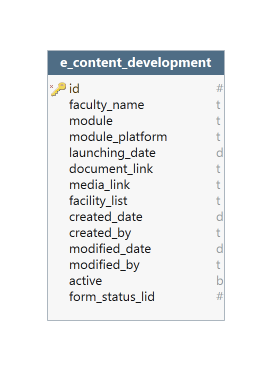 e_content_development
id #
faculty_name t
module t
module_platform t
launching_date d
document_link t
media_link t
facility_list t
created_date d
created_by t
modified_date d
modified_by t
active b
form_status_lid #